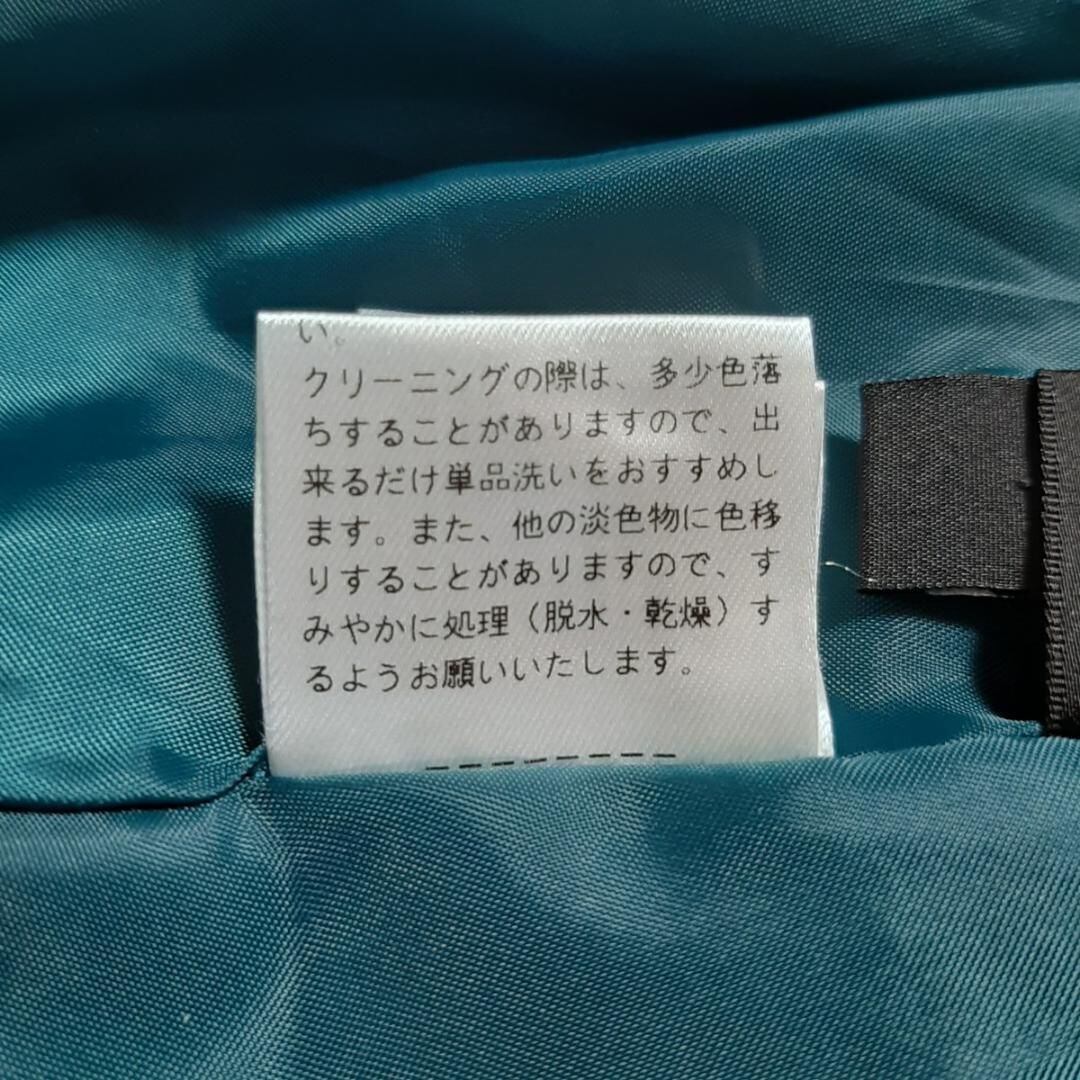 い。
クリーニングの際は、多少色落
ちすることがありますので、出
来るだけ単品洗いをおすすめし
ます。また、他の淡色物に色移
りすることがありますので、す
みやかに処理（脱水・乾燥）す
るようお願いいたします。